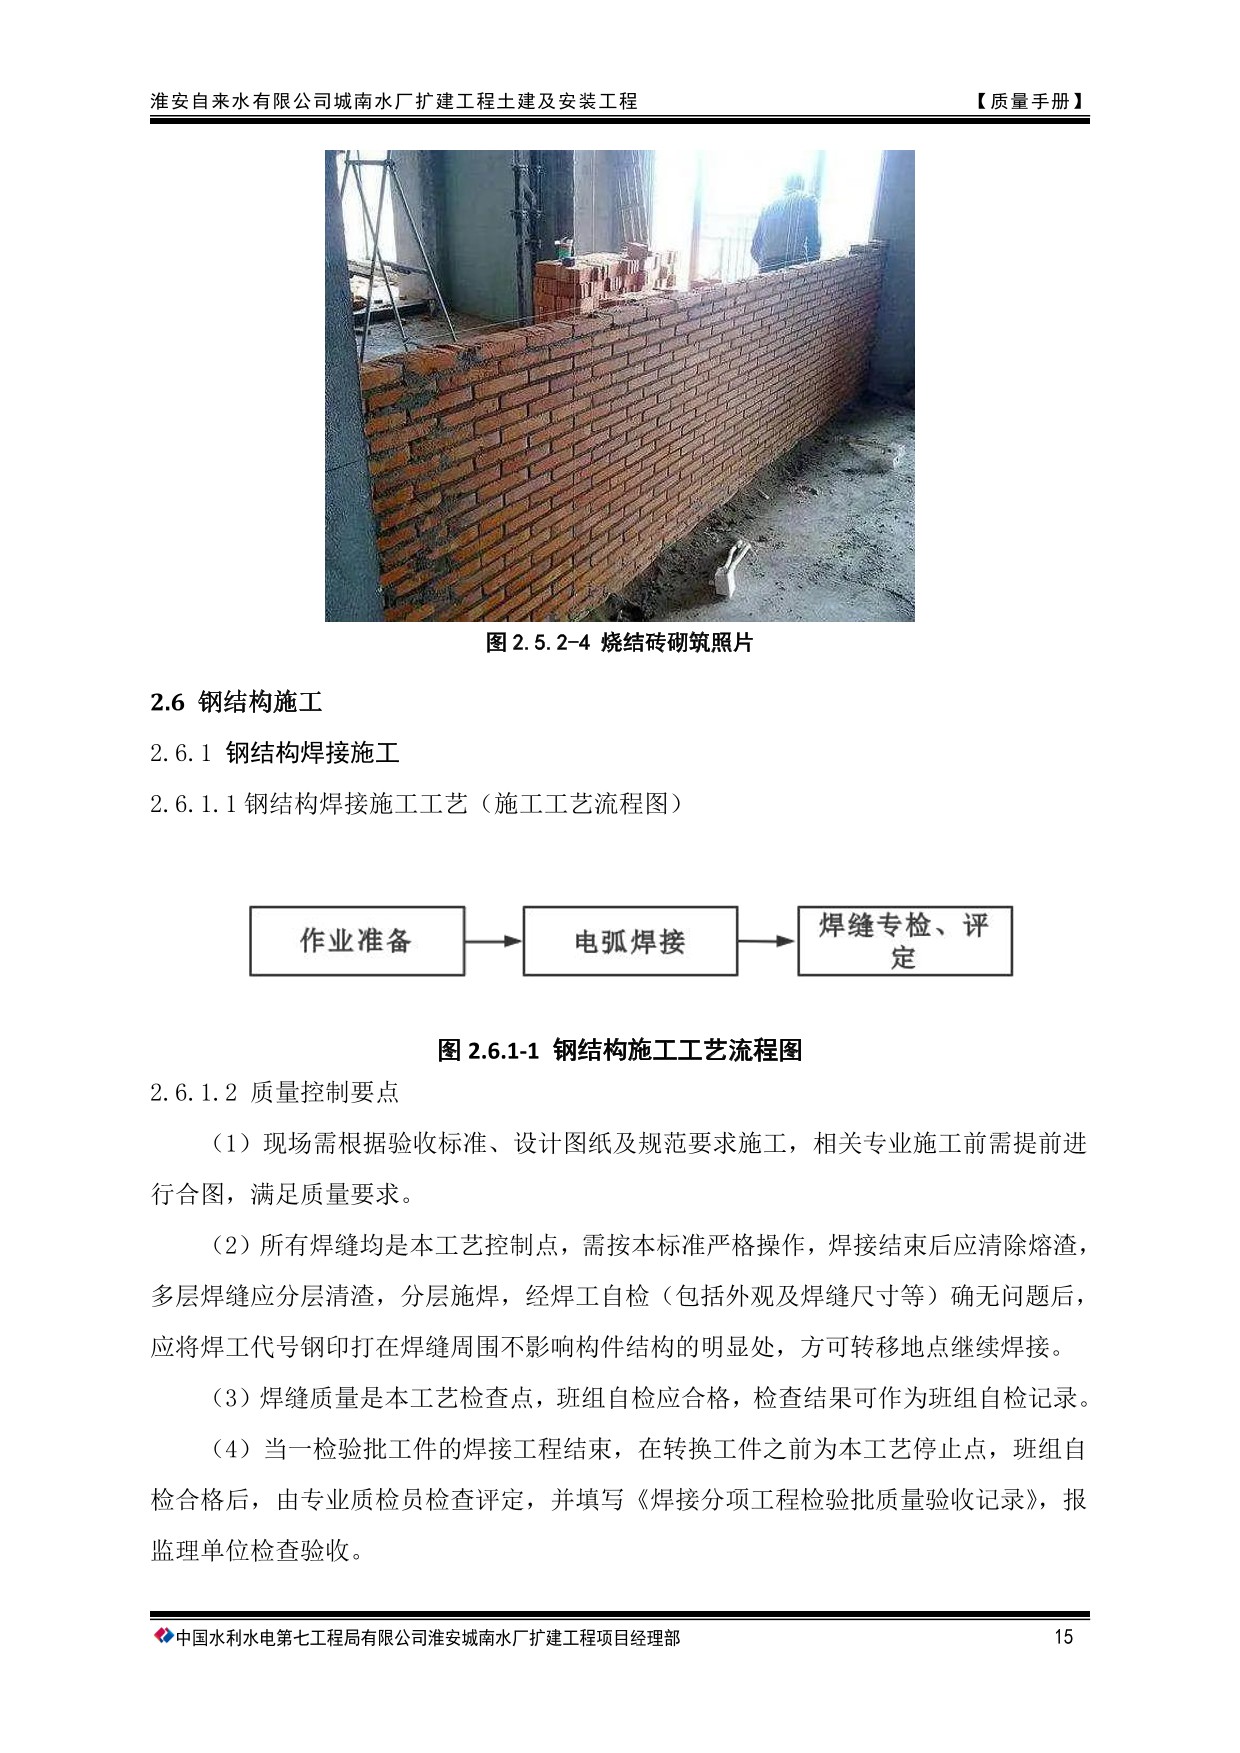 淮安自来水有限公司城南水厂扩建工程土建及安装工程 【质量手册】
图2.5.2-4 烧结砖砌筑照片
2.6 钢结构施工
2.6.1 钢结构焊接施工
2.6.1.1钢结构焊接施工工艺（施工工艺流程图）
作业准备
电弧焊接
焊缝专检、评
定
图 2.6.1-1 钢结构施工工艺流程图
2.6.1.2 质量控制要点
（1）现场需根据验收标准、设计图纸及规范要求施工，相关专业施工前需提前进
行合图，满足质量要求。
（2）所有焊缝均是本工艺控制点，需按本标准严格操作，焊接结束后应清除熔渣，
多层焊缝应分层清渣，分层施焊，经焊工自检（包括外观及焊缝尺寸等）确无问题后，
应将焊工代号钢印打在焊缝周围不影响构件结构的明显处，方可转移地点继续焊接。
（3）焊缝质量是本工艺检查点，班组自检应合格，检查结果可作为班组自检记录。
（4）当一检验批工件的焊接工程结束，在转换工件之前为本工艺停止点，班组自
检合格后，由专业质检员检查评定，并填写《焊接分项工程检验批质量验收记录》，报
监理单位检查验收。
中国水利水电第七工程局有限公司淮安城南水厂扩建工程项目经理部 15